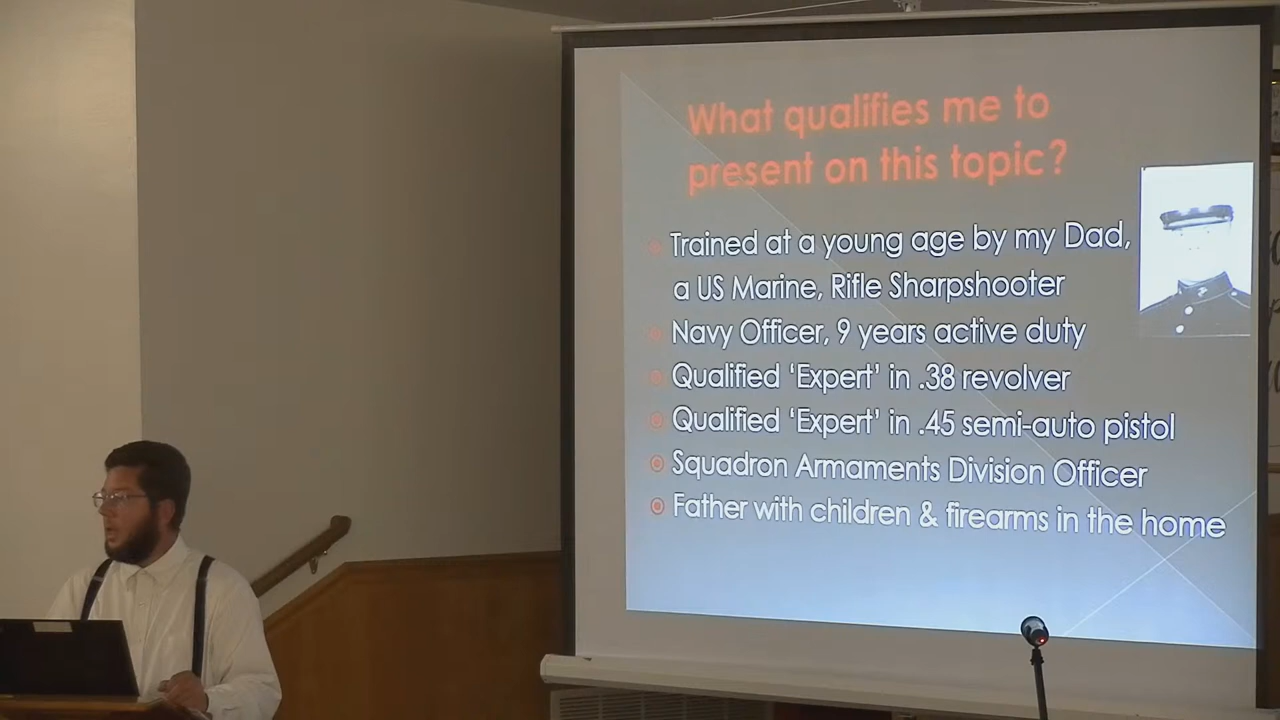 What qualifies me to
present on this topic?
Trained at a young age by my Dad,
a US Marine, Rifle Sharpshooter
Navy Officer, 9 years active duty
Qualified ‘Expert’ in .38 revolver
Qualified ‘Expert’ in .45 semi-auto pistol
Squadron Armaments Division Officer
Father with children & firearms in the home